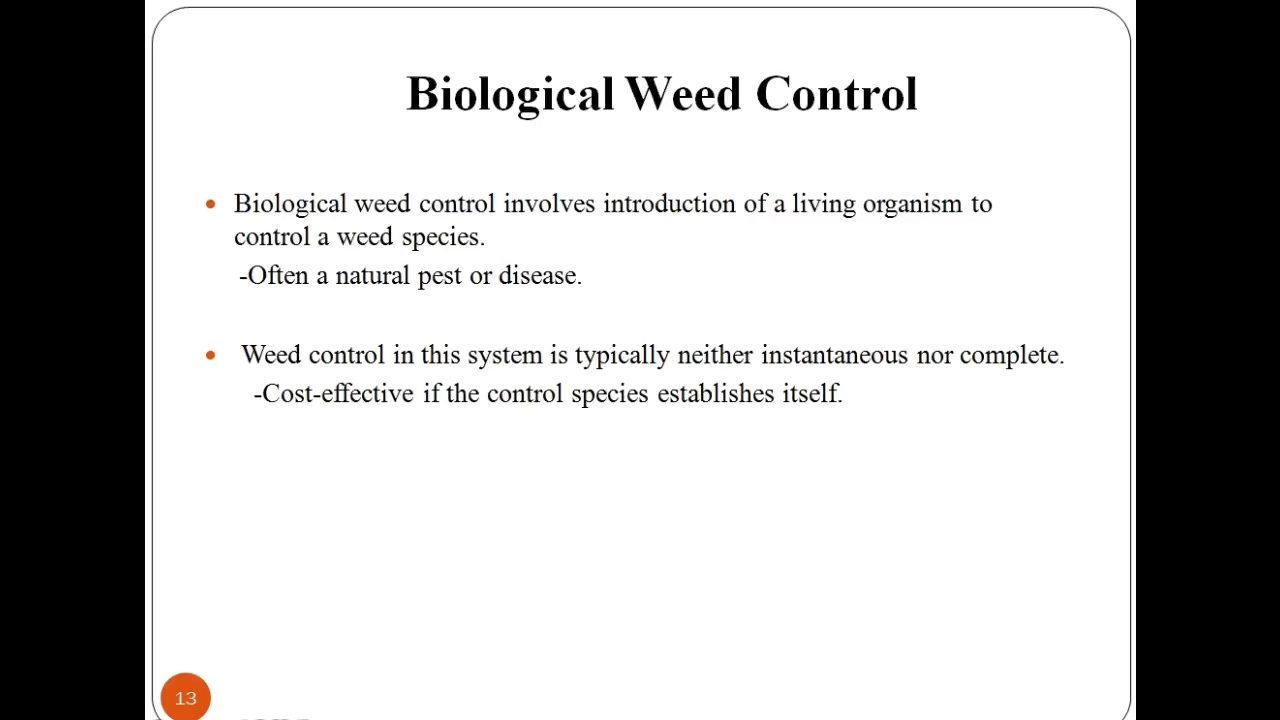 Biological Weed Control
Biological weed control involves introduction of a living organism to
control a weed species.
-Often a natural pest or disease.
Weed control in this system is typically neither instantaneous nor complete.
-Cost-effective if the control species establishes itself.
13